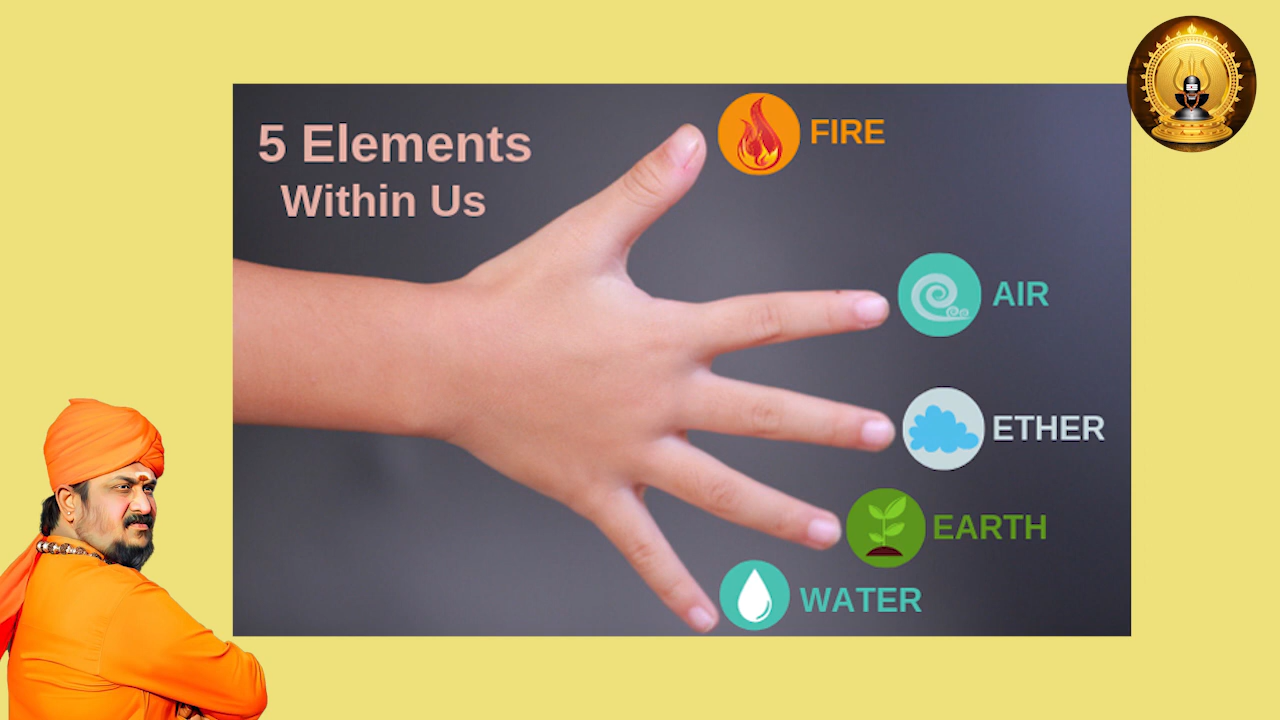 5 Elements
Within Us
FIRE
AIR
ETHER
EARTH
WATER